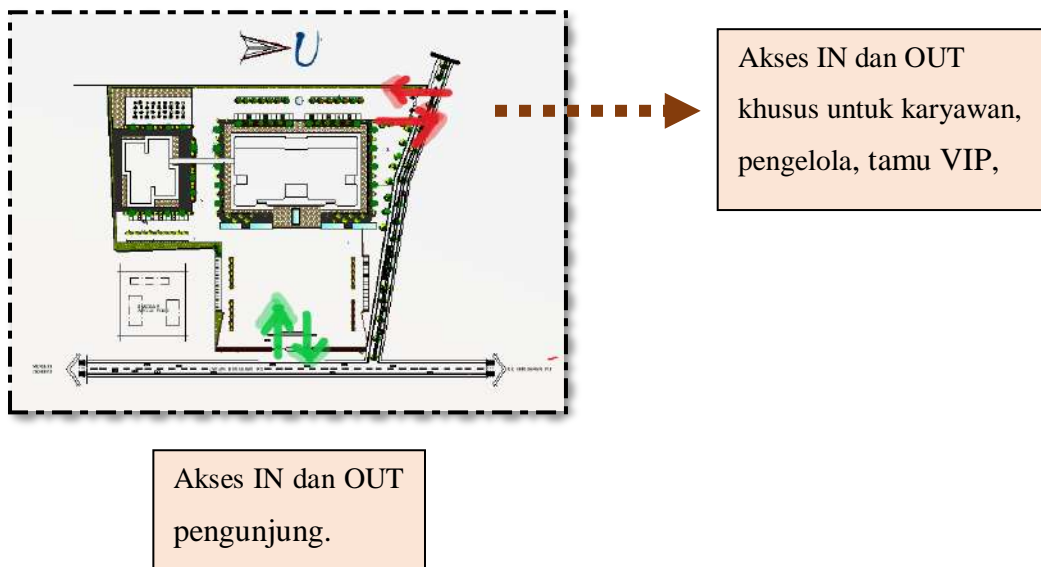 U
Akses IN dan OUT
khusus untuk karyawan,
pengelola, tamu VIP,
Akses IN dan OUT
pengunjung.